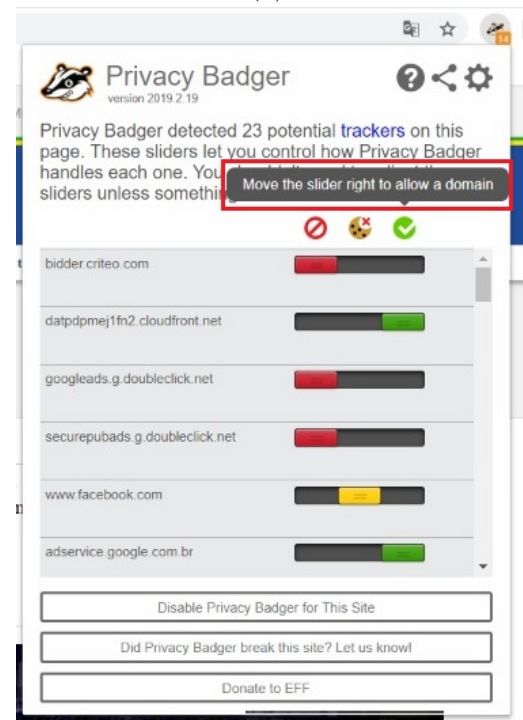 14
Privacy Badger
version 2019.2.19
Privacy Badger detected 23 potential trackers on this
page. These sliders let you control how Privacy Badger
handles each one. You
sliders unless something
Move the slider right to allow a domain
bidder.criteo.com
datpdpmej1fn2.cloudfront.net
googleads.g.doubleclick.net
securepubads.g.doubleclick.net
www.facebook.com
adservice.google.com.br
Disable Privacy Badger for This Site
Did Privacy Badger break this site? Let us know!
Donate to EFF